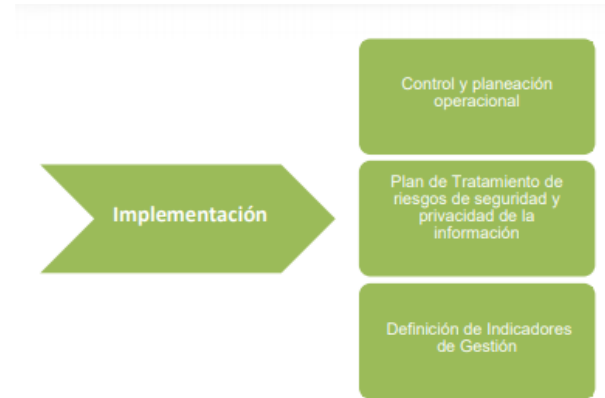 Implementación
Control y planeación
operacional
Plan de Tratamiento de
riesgos de seguridad y
privacidad de la
información
Definición de Indicadores
de Gestión